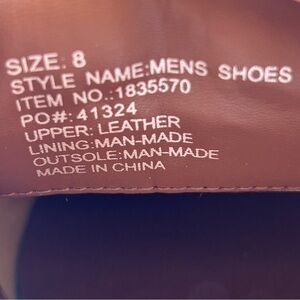 SIZE: 8
STYLE NAME:MENS SHOES
ITEM NO.:1835570
PO#: 41324
UPPER: LEATHER
LINING:MAN-MADE
OUTSOLE:MAN-MADE
MADE IN CHINA